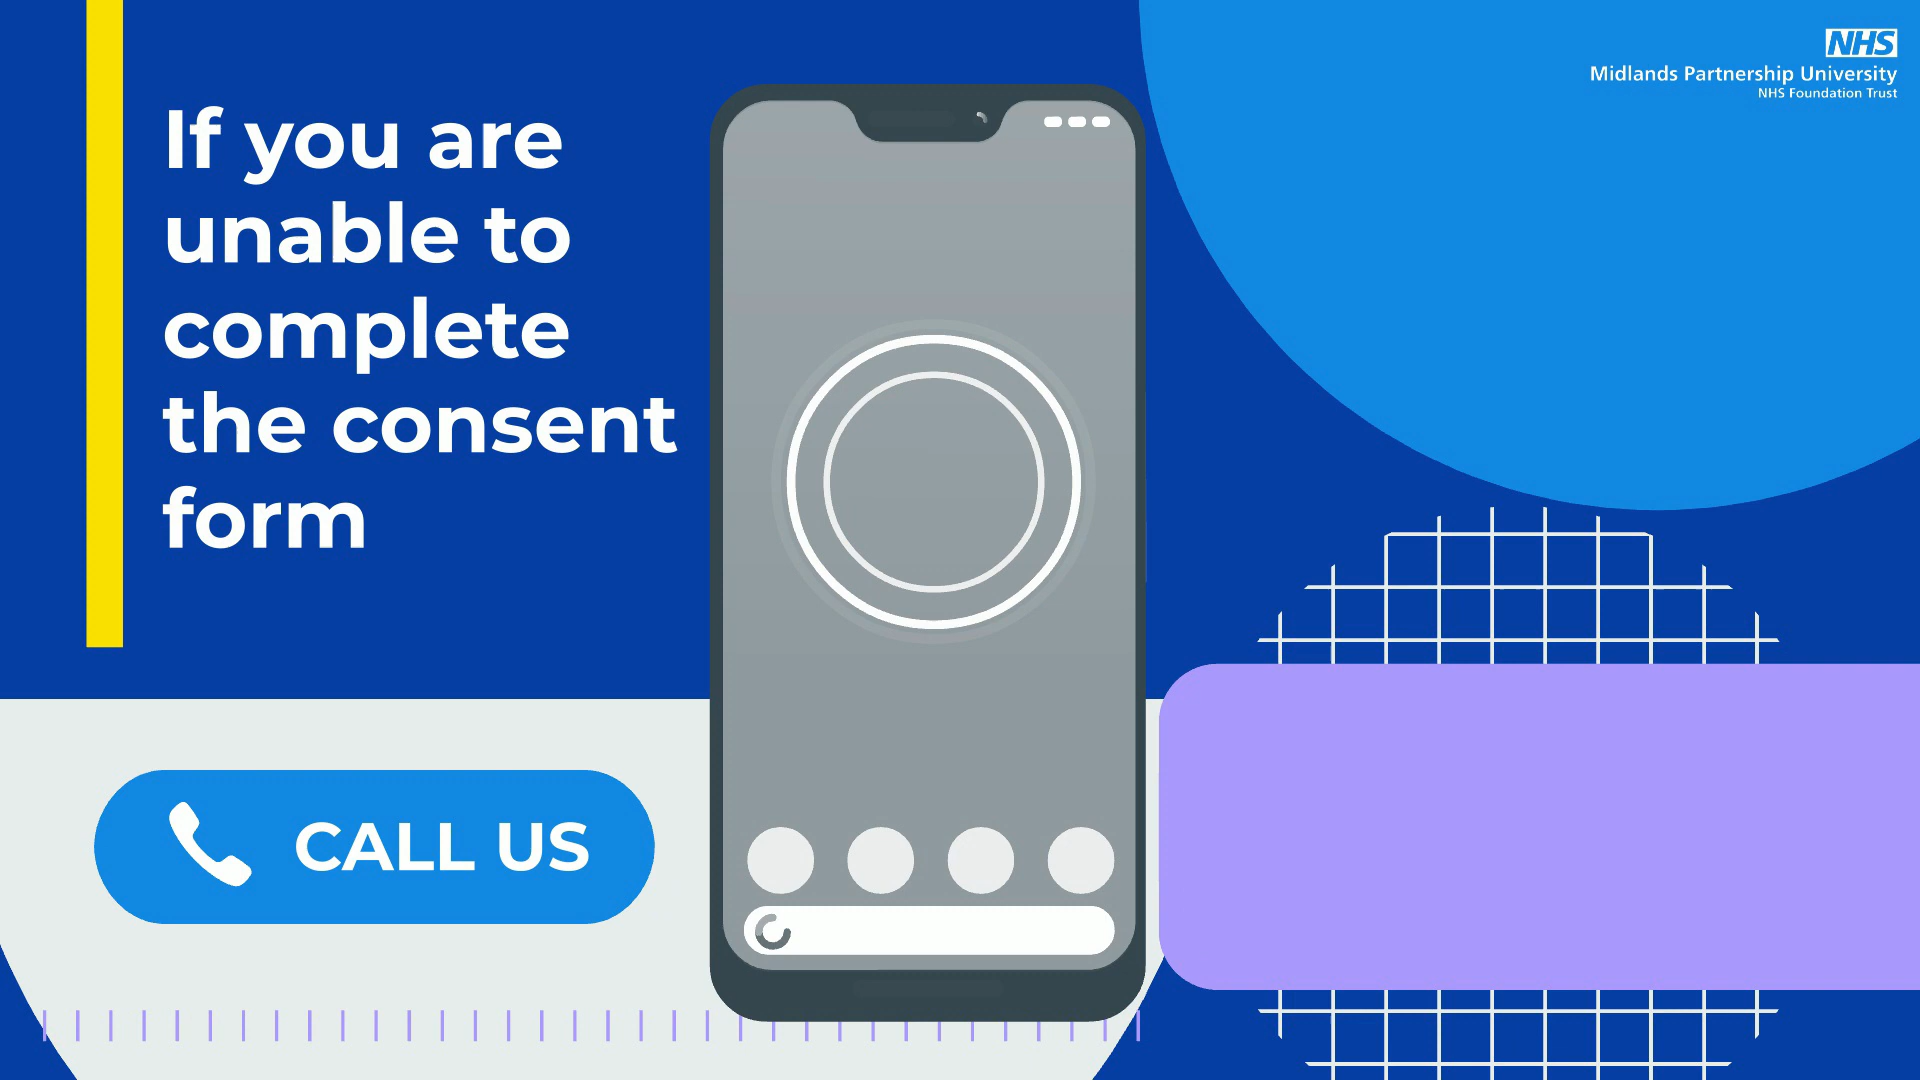 NHS
Midlands Partnership University
NHS Foundation Trust
If you are
unable to
complete
the consent
form
CALL US